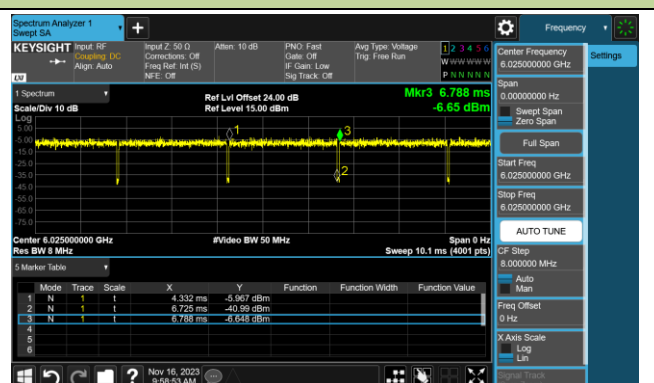 Spectrum Analyzer 1
Swept SA
Frequency
KEYSIGHT
Input: RF
Coupling: DC
Align: Auto
Input Z: 50 Ω
Corrections: Off
Freq Ref: Int (S)
NFE: Off
Atten: 10 dB
PNO: Fast
Gate: Off
IF Gain: Low
Sig Track: Off
Avg Type: Voltage
Trig: Free Run
1 2 3 4 5 6
W W W W W W
P N N N N N
LXI
1 Spectrum
Scale/Div 10 dB
Ref Lvl Offset 24.00 dB
Ref Level 15.00 dBm
Mkr3 6.788 ms
-6.65 dBm
Log
5.00
-5.00
-15.0
-25.0
-35.0
-45.0
-55.0
-65.0
-75.0
1
3
2
Center 6.025000000 GHz
Res BW 8 MHz
#Video BW 50 MHz
Span 0 Hz
Sweep 10.1 ms (4001 pts)
5 Marker Table
Mode Trace Scale X Y Function Function Width Function Value
1 N 1 t 4.332 ms -5.967 dBm
2 N 1 t 6.725 ms -40.99 dBm
3 N 1 t 6.788 ms -6.648 dBm
4
5
6
Nov 16, 2023
9:58:53 AM
Center Frequency
6.025000000 GHz
Settings
Span
0.00000000 Hz
Swept Span
Zero Span
Full Span
Start Freq
6.025000000 GHz
Stop Freq
6.025000000 GHz
AUTO TUNE
CF Step
8.000000 MHz
Auto
Man
Freq Offset
0 Hz
X Axis Scale
Log
Lin
Signal Track